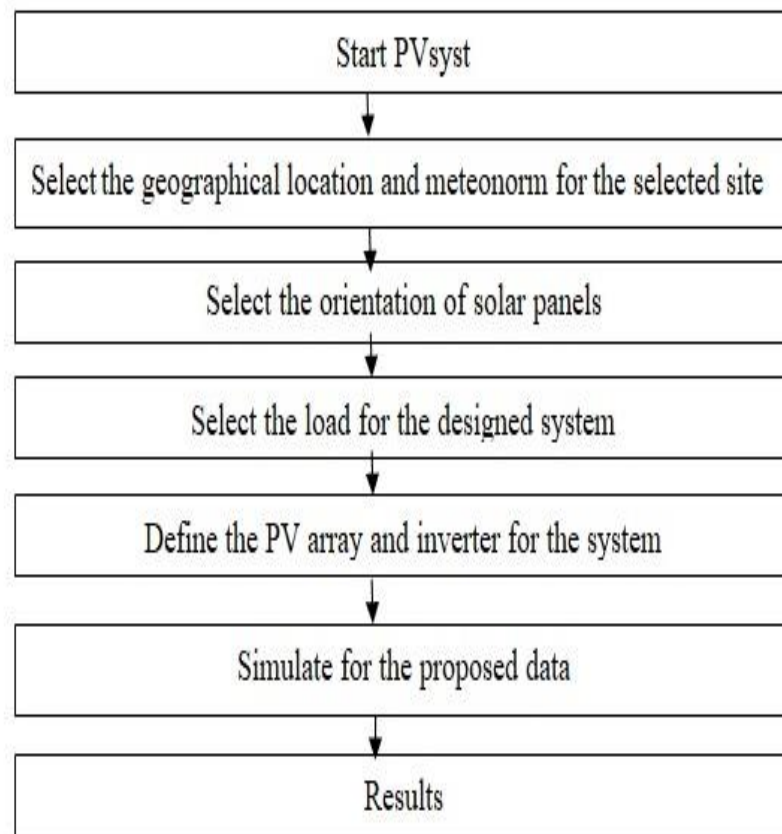 Start PVsyst
Select the geographical location and meteonorm for the selected site
Select the orientation of solar panels
Select the load for the designed system
Define the PV array and inverter for the system
Simulate for the proposed data
Results